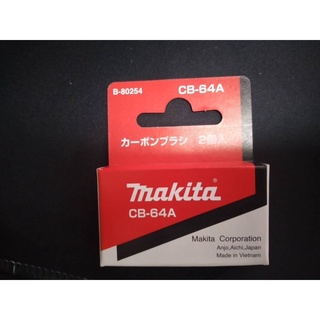 B-80254 CB-64A
カーボンブラシ 2個入
makita
CB-64A
Makita Corporation
Anjo,Aichi,Japan
Made in Vietnam